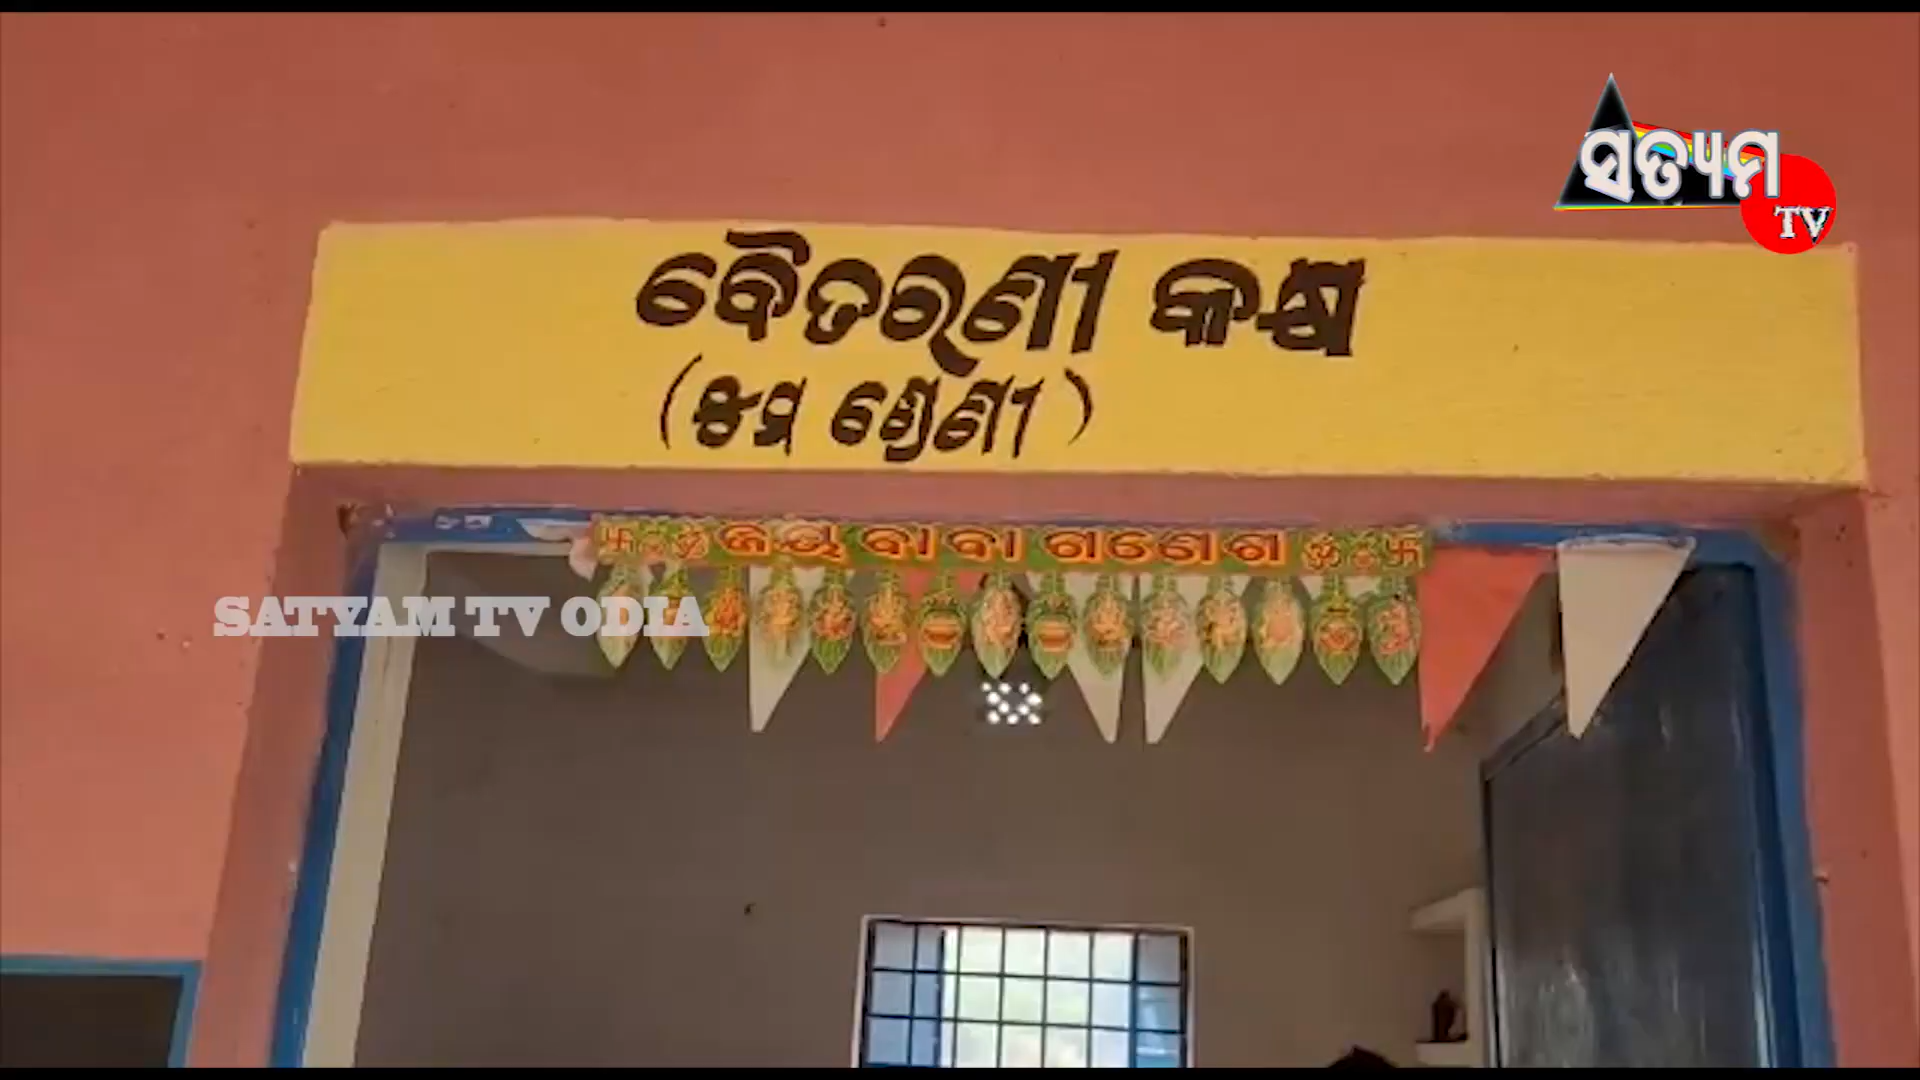 ସତ୍ୟମ
TV
ବୈତରଣୀ କକ୍ଷ
(୫ମ ଶ୍ରେଣୀ)
ଜୟ ବାବା ଗଣେଶ
SATYAM TV ODIA